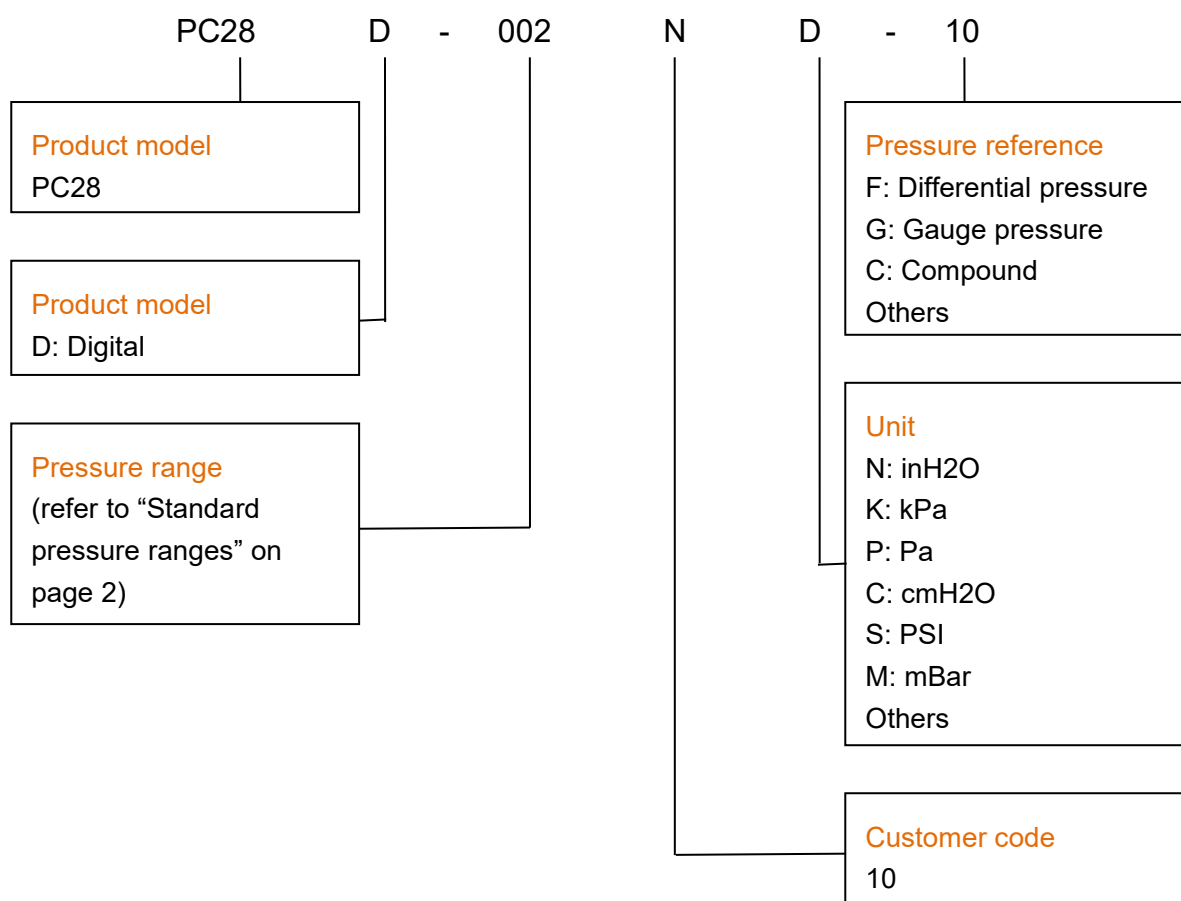 PC28 D - 002 N D - 10
Product model
PC28
Product model
D: Digital
Pressure range
(refer to “Standard
pressure ranges” on
page 2)
Pressure reference
F: Differential pressure
G: Gauge pressure
C: Compound
Others
Unit
N: inH2O
K: kPa
P: Pa
C: cmH2O
S: PSI
M: mBar
Others
Customer code
10